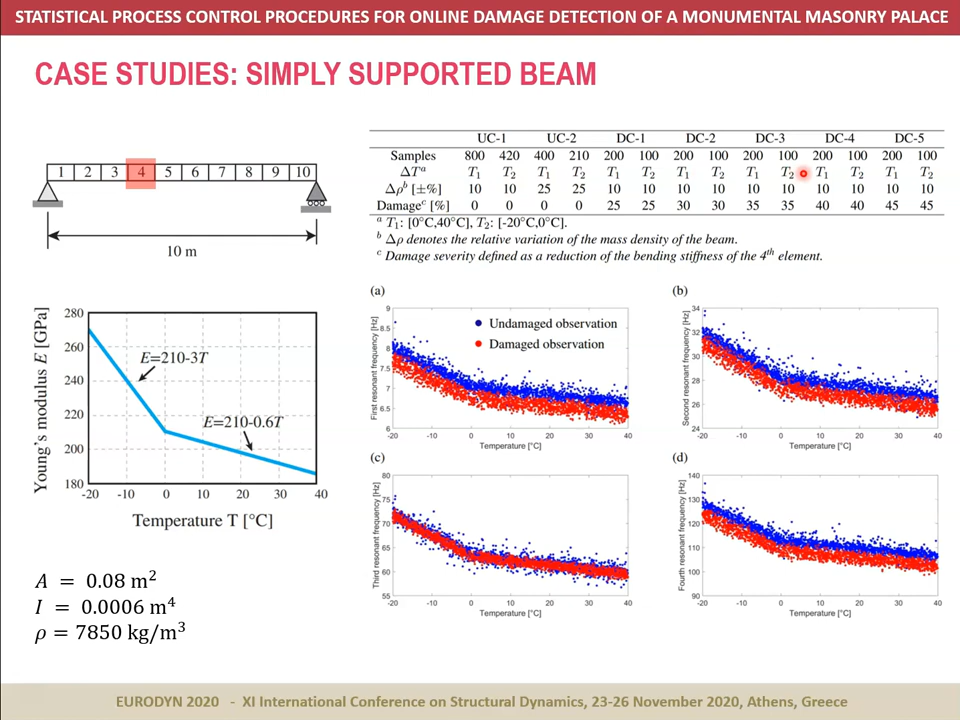 STATISTICAL PROCESS CONTROL PROCEDURES FOR ONLINE DAMAGE DETECTION OF A MONUMENTAL MASONRY PALACE
CASE STUDIES: SIMPLY SUPPORTED BEAM
1 2 3 4 5 6 7 8 9 10
10 m
UC-1 UC-2 DC-1 DC-2 DC-3 DC-4 DC-5
Samples 800 420 400 210 200 100 200 100 200 100 200 100 200 100
ΔTᵃ T₁ T₂ T₁ T₂ T₁ T₂ T₁ T₂ T₁ T₂ T₁ T₂ T₁ T₂
Δρᵇ [±%] 10 10 25 25 10 10 10 10 10 10 10 10 10 10
Damageᶜ [%] 0 0 0 0 25 25 30 30 35 35 40 40 45 45
ᵃ T₁: [0°C,40°C], T₂: [-20°C,0°C].
ᵇ Δρ denotes the relative variation of the mass density of the beam.
ᶜ Damage severity defined as a reduction of the bending stiffness of the 4ᵗʰ element.
Young's modulus E [GPa]
280
260
240
220
200
180
E=210-3T
E=210-0.6T
-20 -10 0 10 20 30 40
Temperature T [°C]
A = 0.08 m²
I = 0.0006 m⁴
ρ = 7850 kg/m³
(a)
First resonant frequency [Hz]
9
8.5
8
7.5
7
6.5
6
Undamaged observation
Damaged observation
-20 -10 0 10 20 30 40
Temperature [°C]
(b)
Second resonant frequency [Hz]
34
32
30
28
26
24
-20 -10 0 10 20 30 40
Temperature [°C]
(c)
Third resonant frequency [Hz]
80
75
70
65
60
55
-20 -10 0 10 20 30 40
Temperature [°C]
(d)
Fourth resonant frequency [Hz]
140
130
120
110
100
90
-20 -10 0 10 20 30 40
Temperature [°C]
EURODYN 2020 - XI International Conference on Structural Dynamics, 23-26 November 2020, Athens, Greece